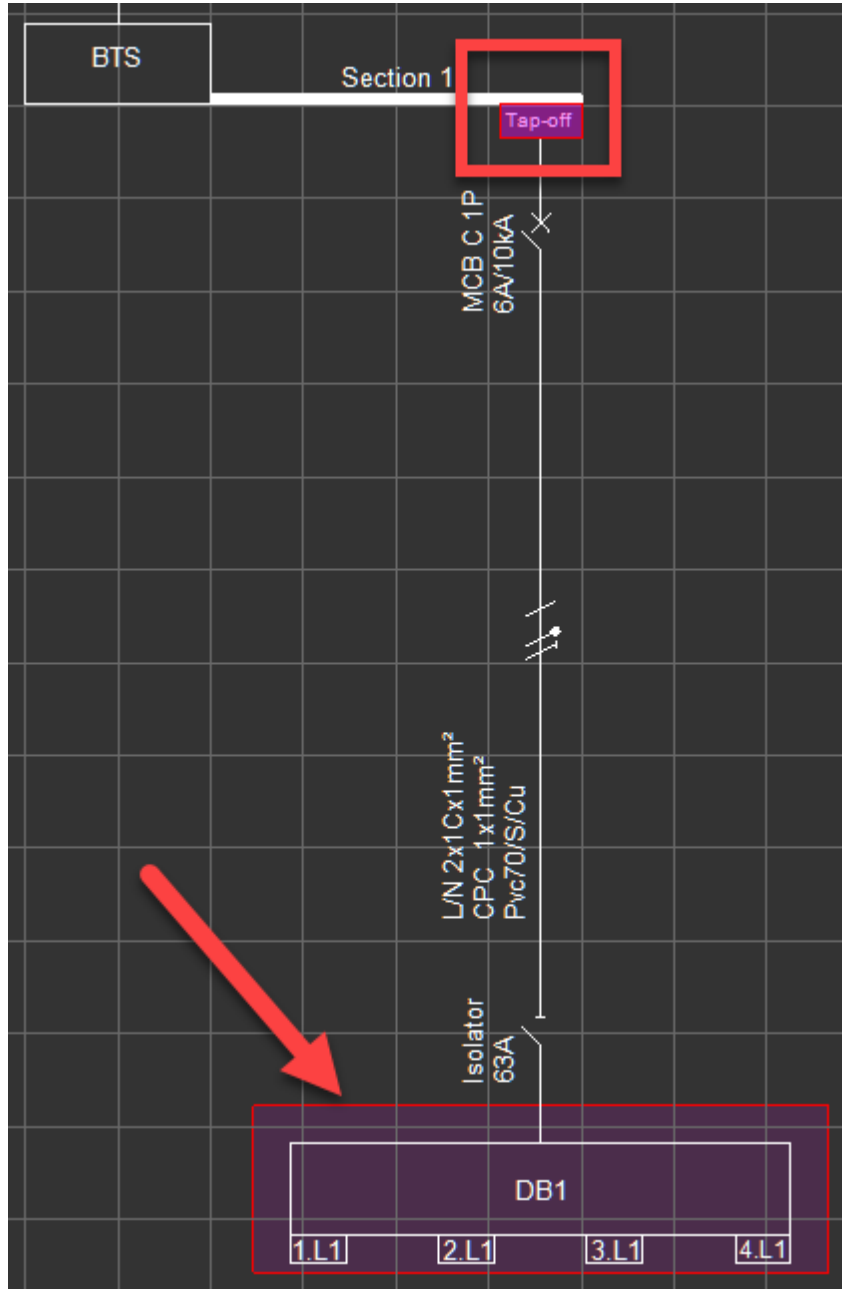 BTS
Section 1
Tap-off
MCB C 1P
6A/10kA
L/N 2x1Cx1mm²
CPC 1x1mm²
Pvc70/S/Cu
Isolator
63A
DB1
1.L1
2.L1
3.L1
4.L1